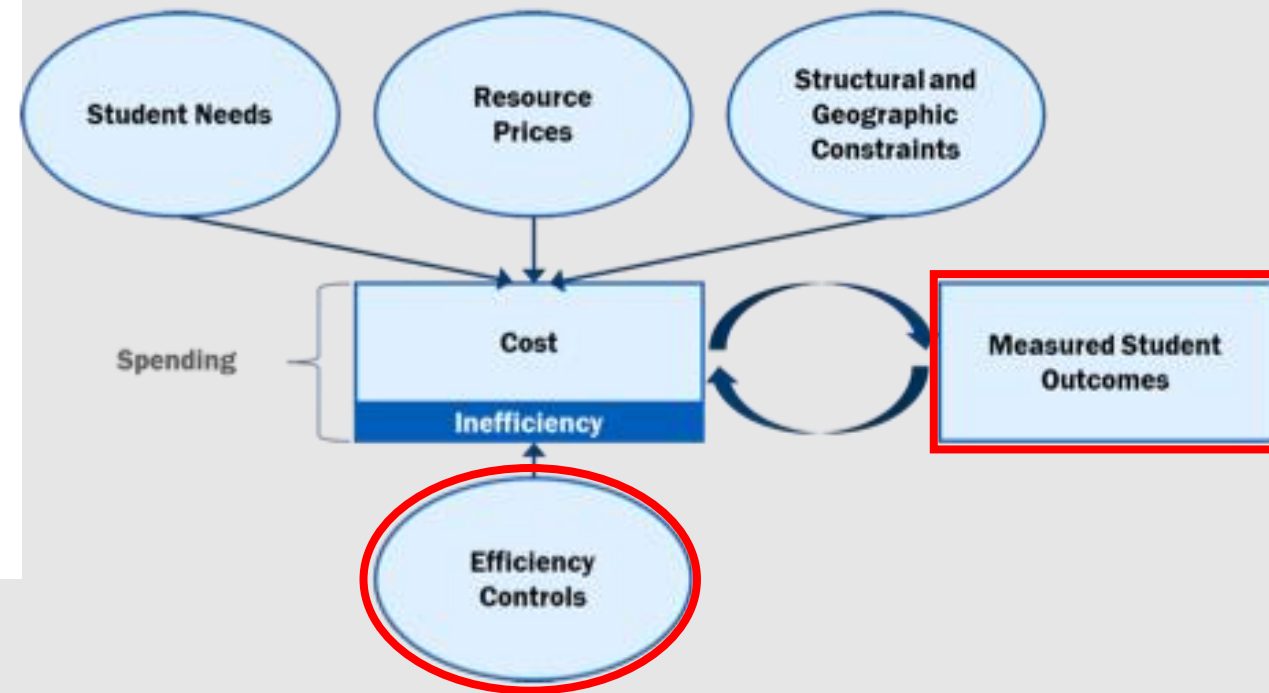 Student Needs
Resource
Prices
Structural and
Geographic
Constraints
Spending
Cost
Inefficiency
Measured Student
Outcomes
Efficiency
Controls